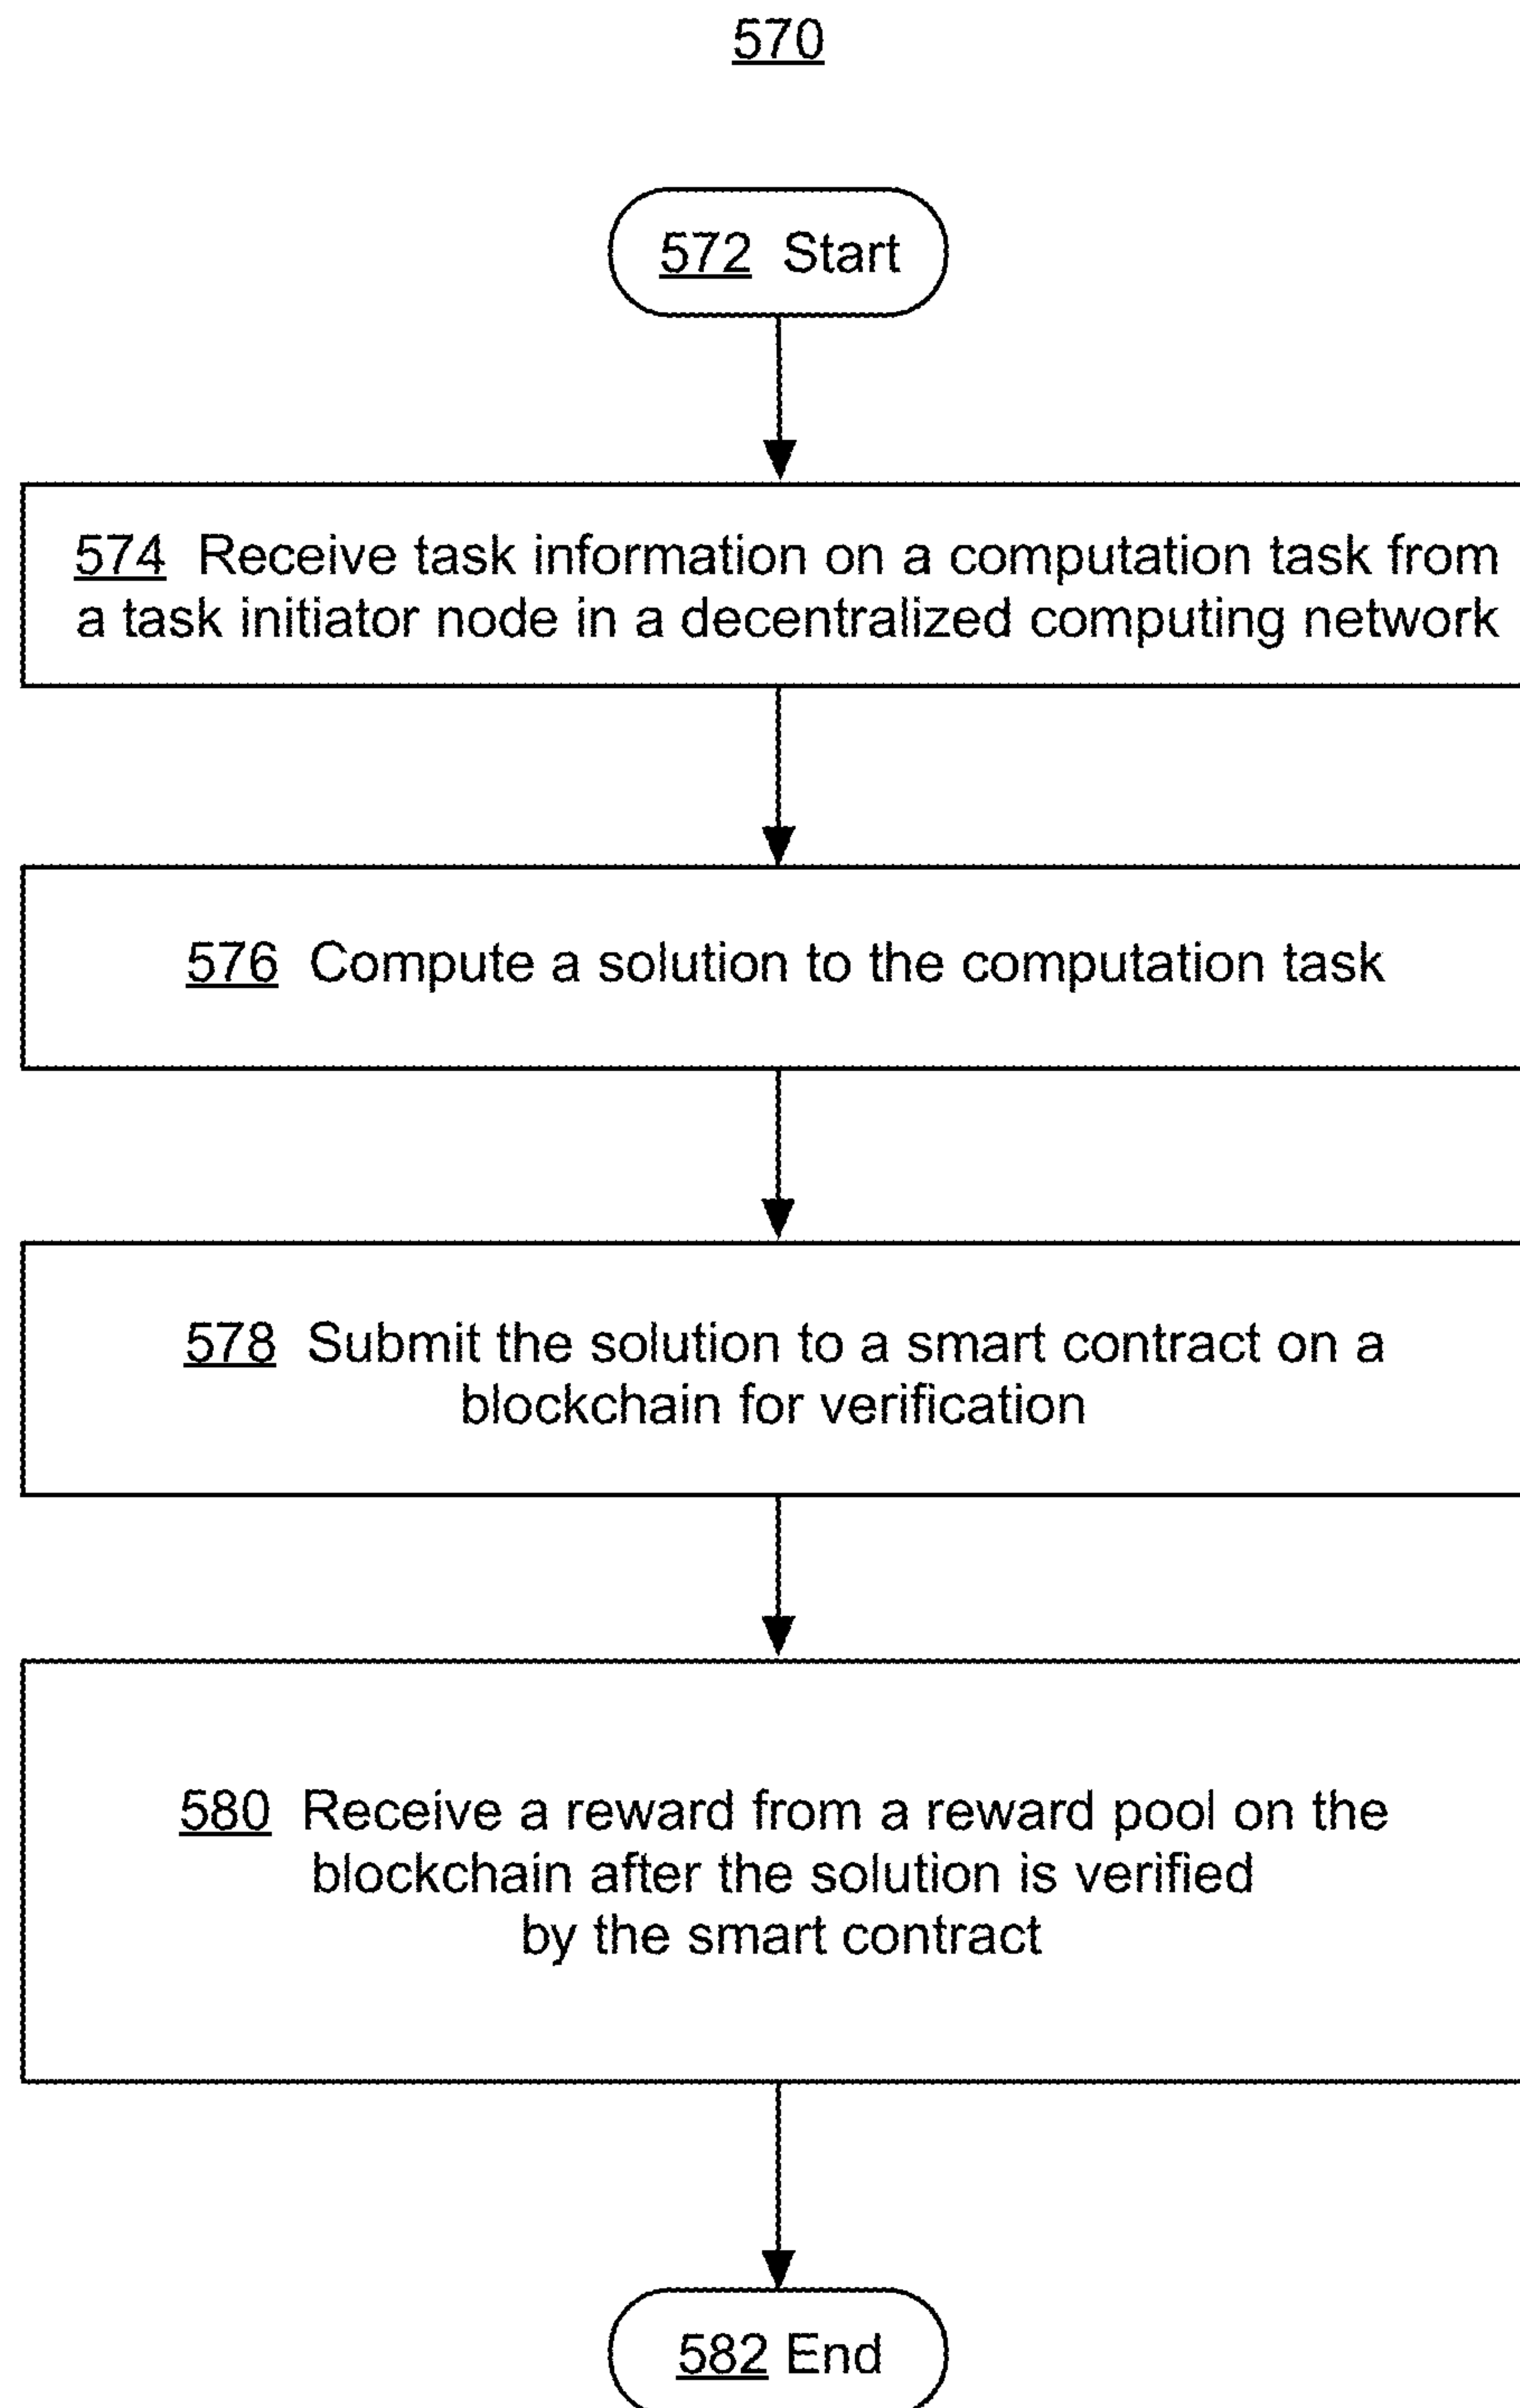 570
572 Start
574 Receive task information on a computation task from
a task initiator node in a decentralized computing network
576 Compute a solution to the computation task
578 Submit the solution to a smart contract on a
blockchain for verification
580 Receive a reward from a reward pool on the
blockchain after the solution is verified
by the smart contract
582 End